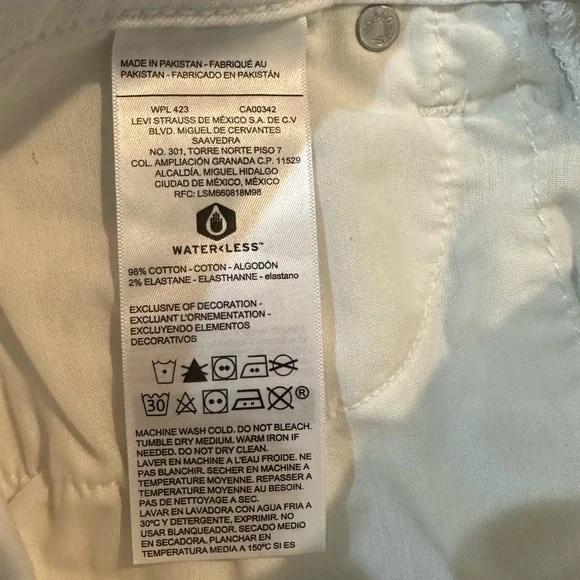 MADE IN PAKISTAN - FABRIQUÉ AU
PAKISTAN - FABRICADO EN PAKISTÁN
WPL 423 CA00342
LEVI STRAUSS DE MÉXICO S.A. DE C.V
BLVD. MIGUEL DE CERVANTES
SAAVEDRA
NO. 301, TORRE NORTE PISO 7
COL. AMPLIACIÓN GRANADA C.P. 11529
ALCALDÍA. MIGUEL HIDALGO
CIUDAD DE MÉXICO, MÉXICO
RFC: LSM660818M98
WATER<LESS™
98% COTTON - COTON - ALGODÓN
2% ELASTANE - ELASTHANNE - elastano
EXCLUSIVE OF DECORATION -
EXCLUANT L'ORNEMENTATION -
EXCLUYENDO ELEMENTOS
DECORATIVOS
30 ®
MACHINE WASH COLD. DO NOT BLEACH.
TUMBLE DRY MEDIUM. WARM IRON IF
NEEDED. DO NOT DRY CLEAN.
LAVER EN MACHINE A L'EAU FROIDE. NE
PAS BLANCHIR. SECHER EN MACHINE A
TEMPERATURE MOYENNE. REPASSER A
TEMPERATURE MOYENNE AU BESOIN.
PAS DE NETTOYAGE A SEC.
LAVAR EN LAVADORA CON AGUA FRIA A
30ºC Y DETERGENTE, EXPRIMIR. NO
USAR BLANQUEADOR. SECADO MEDIO
EN SECADORA. PLANCHAR EN
TEMPERATURA MEDIA A 150ºC SI ES